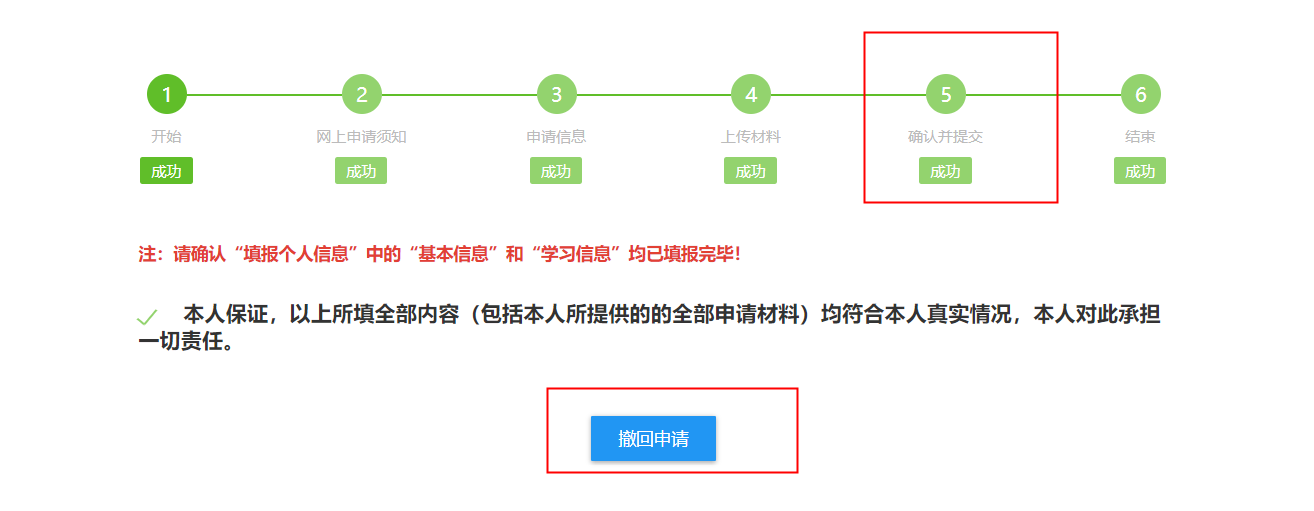 1 2 3 4 5 6
开始 网上申请须知 申请信息 上传材料 确认并提交 结束
成功 成功 成功 成功 成功 成功
注：请确认“填报个人信息”中的“基本信息”和“学习信息”均已填报完毕！
本人保证，以上所填全部内容（包括本人所提供的的全部申请材料）均符合本人真实情况，本人对此承担
一切责任。
撤回申请